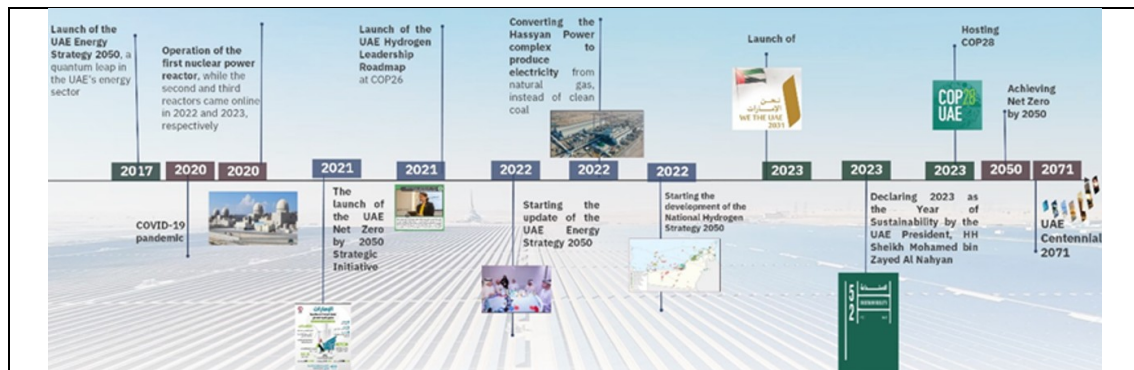 Launch of the
UAE Energy
Strategy 2050, a
quantum leap in
the UAE's energy
sector
Operation of the
first nuclear power
reactor, while the
second and third
reactors came online
in 2022 and 2023,
respectively
Launch of the
UAE Hydrogen
Leadership
Roadmap
at COP26
Converting the
Hassyan Power
complex to
produce
electricity from
natural gas,
instead of clean
coal
Launch of
نحن
الإمارات
WE THE UAE
2031
Hosting
COP28
COP28
UAE
Achieving
Net Zero
by 2050
2017
2020
2020
2021
2021
2022
2022
2022
2023
2023
2023
2050
2071
COVID-19
pandemic
The
launch of
the UAE
Net Zero
by 2050
Strategic
Initiative
Starting the
update of the
UAE Energy
Strategy 2050
Starting the
development of the
National Hydrogen
Strategy 2050
Declaring 2023 as
the Year of
Sustainability by the
UAE President, HH
Sheikh Mohamed bin
Zayed Al Nahyan
UAE
Centennial
2071
52